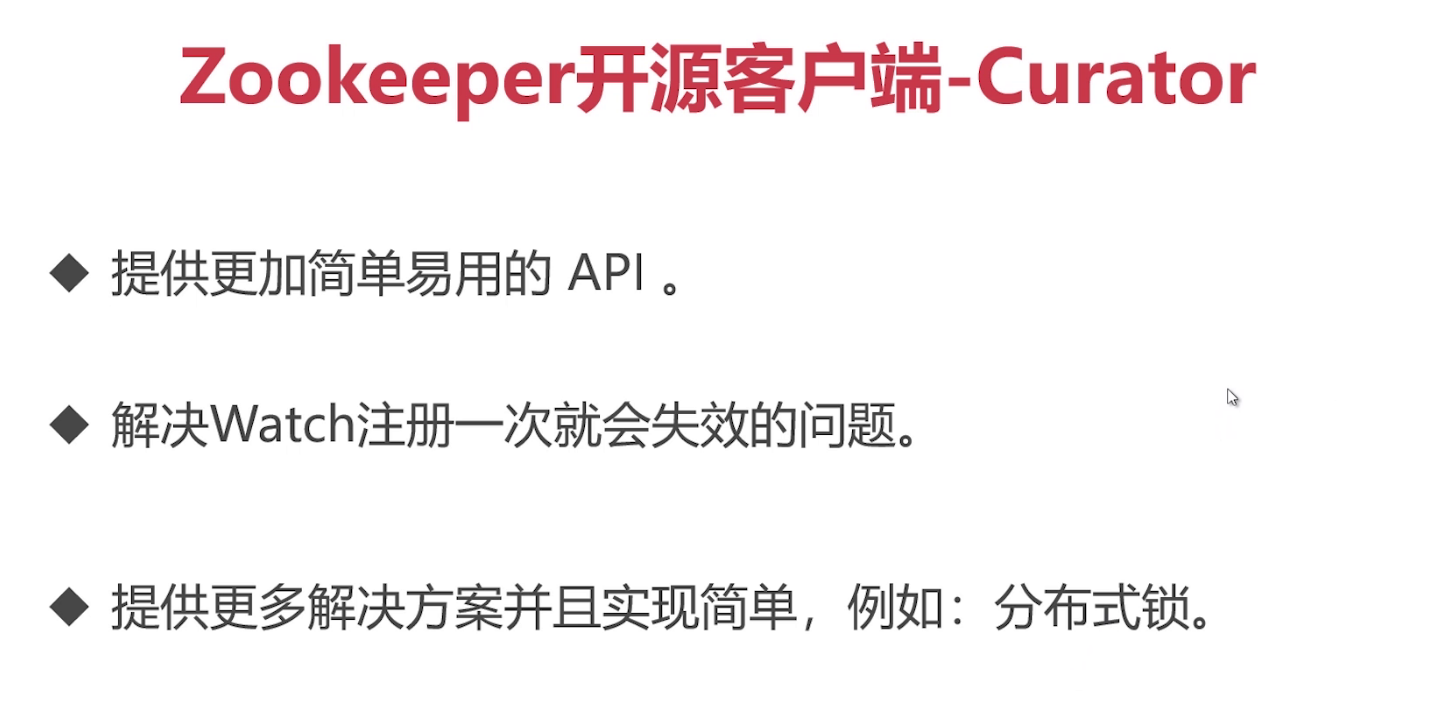 Zookeeper开源客户端-Curator
◆ 提供更加简单易用的 API 。
◆ 解决Watch注册一次就会失效的问题。
◆ 提供更多解决方案并且实现简单，例如：分布式锁。